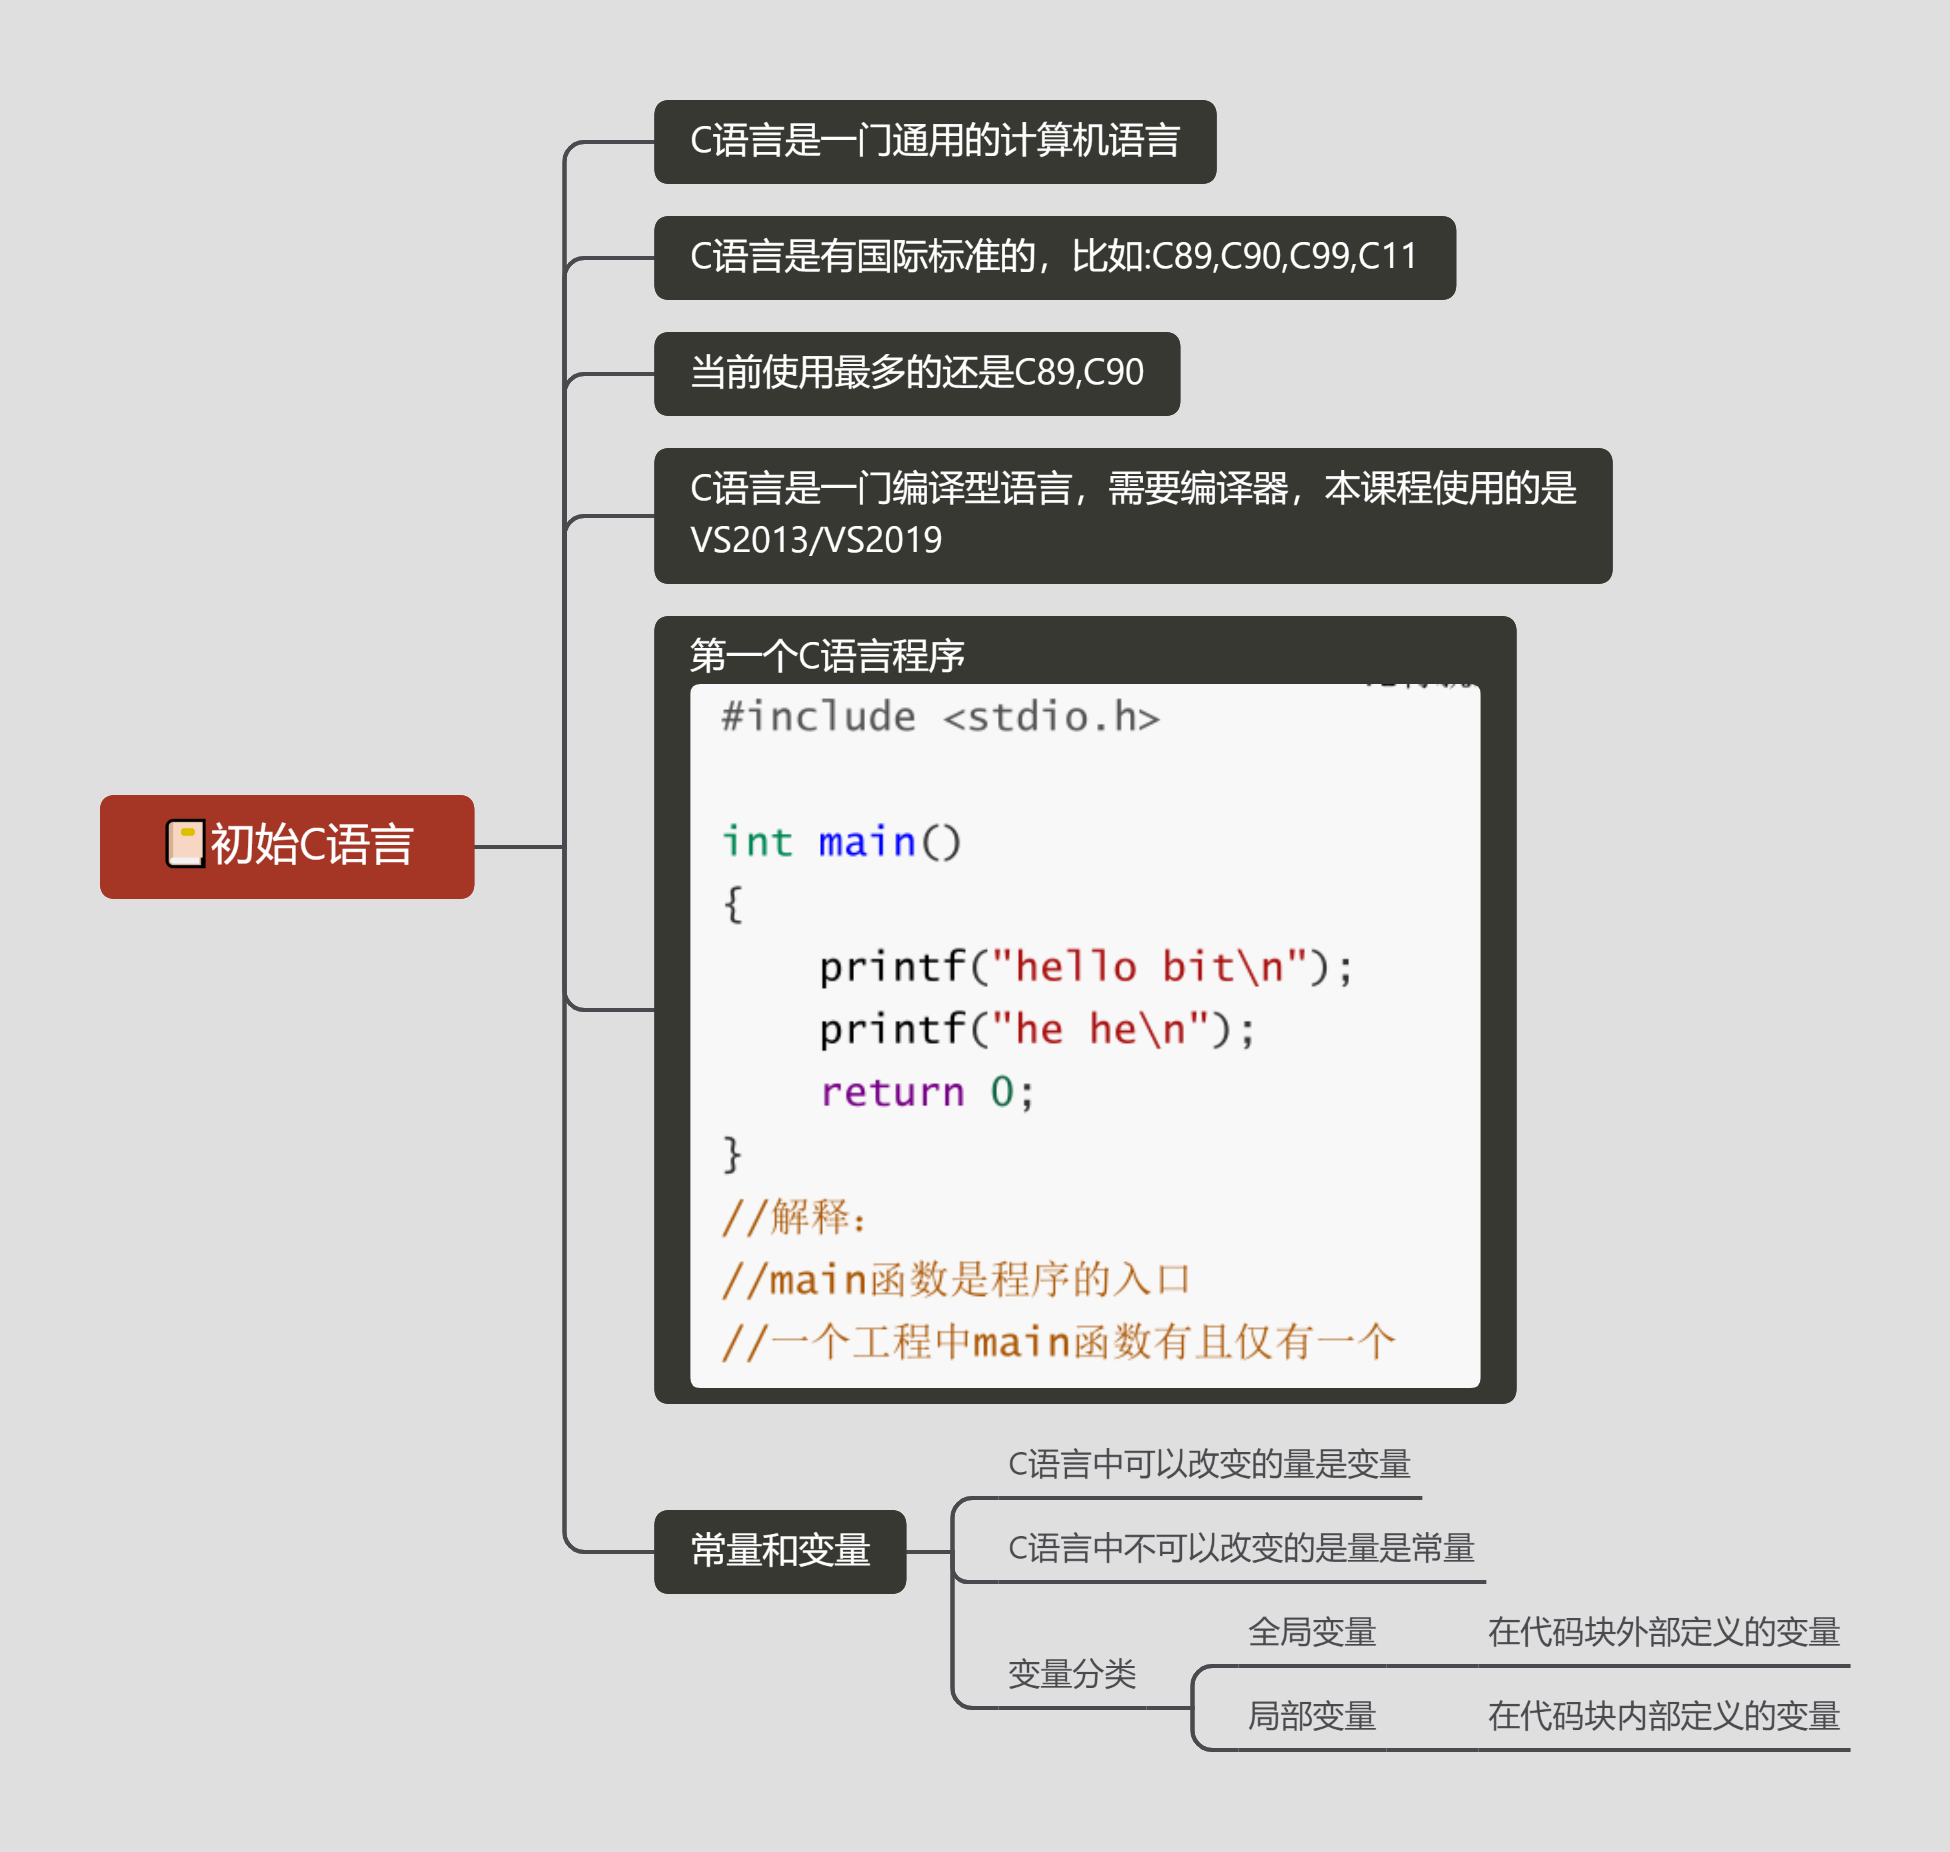 C语言是一门通用的计算机语言
C语言是有国际标准的，比如:C89,C90,C99,C11
当前使用最多的还是C89,C90
C语言是一门编译型语言，需要编译器，本课程使用的是
VS2013/VS2019
第一个C语言程序
#include <stdio.h>
int main()
{
    printf("hello bit\n");
    printf("he he\n");
    return 0;
}
//解释：
//main函数是程序的入口
//一个工程中main函数有且仅有一个
初始C语言
常量和变量
C语言中可以改变的量是变量
C语言中不可以改变的是量是常量
变量分类
全局变量
在代码块外部定义的变量
局部变量
在代码块内部定义的变量